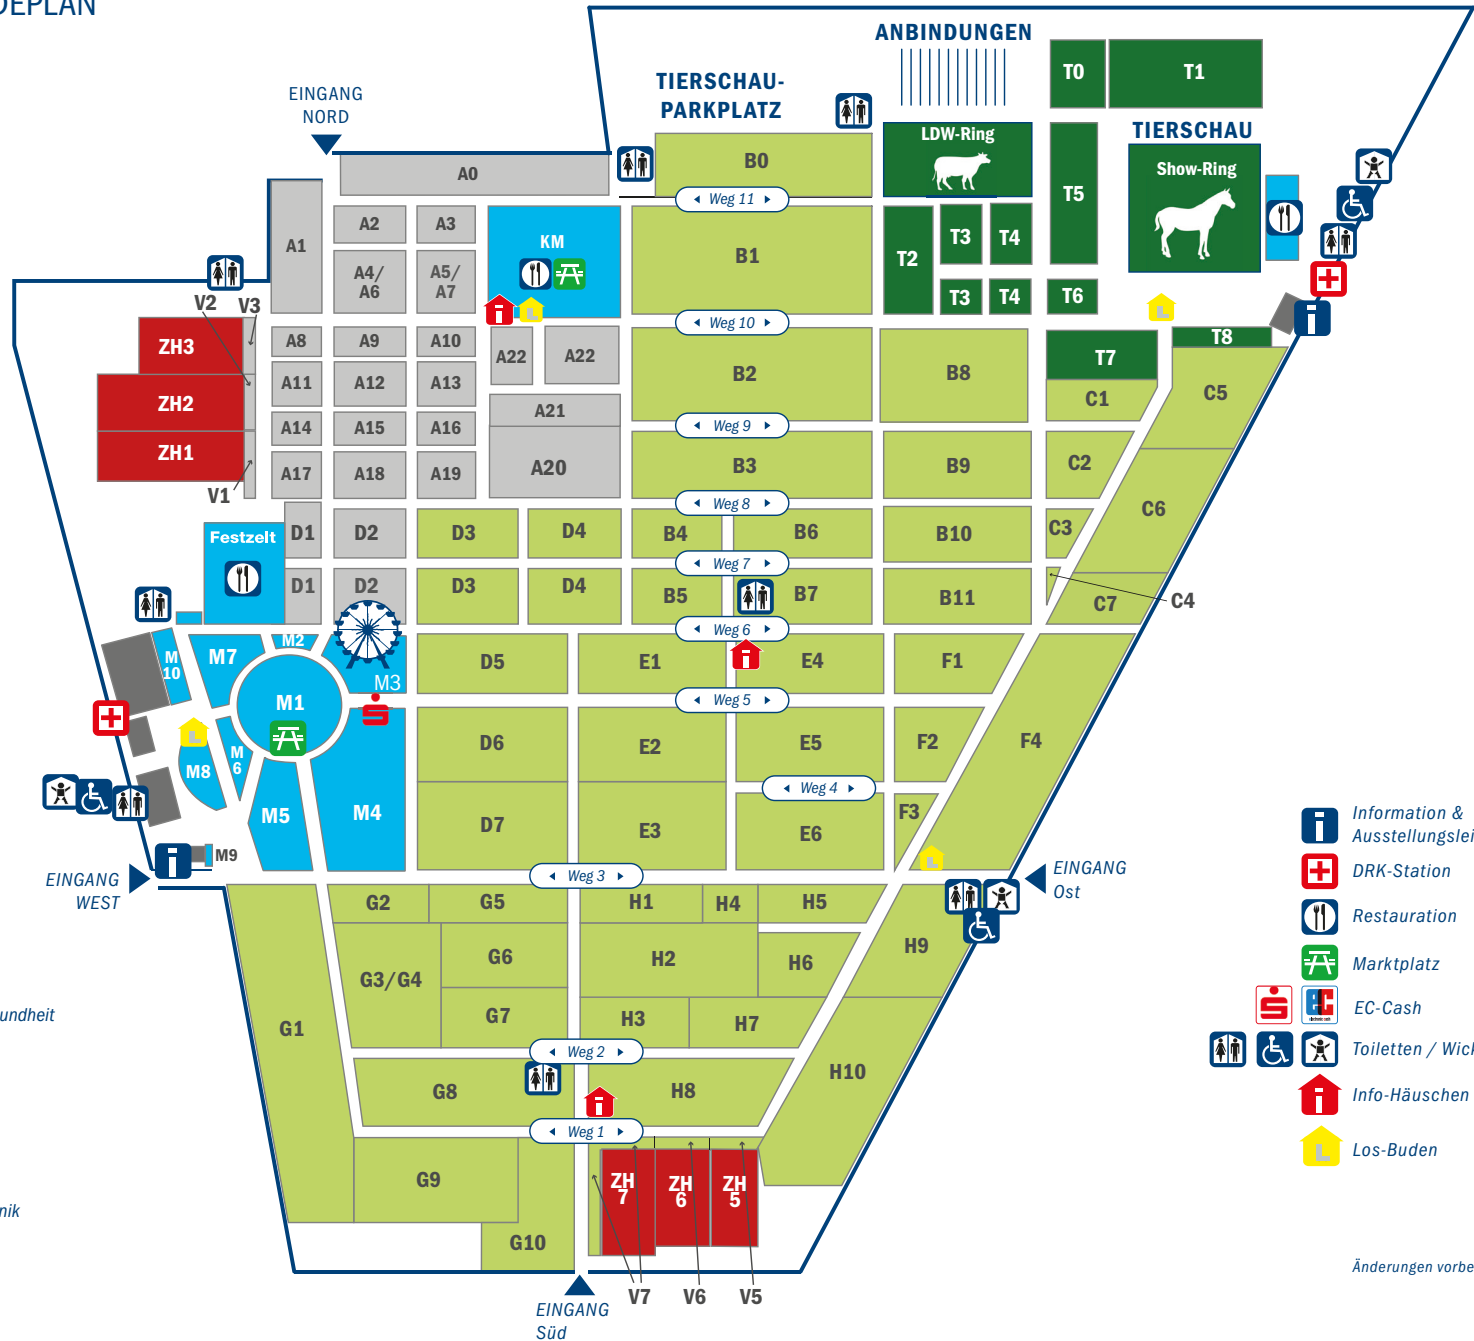 DEPLAN
ANBINDUNGEN
TIERSCHAU-
PARKPLATZ
T0
T1
EINGANG
NORD
LDW-Ring
TIERSCHAU
Show-Ring
A0
B0
Weg 11
T5
A1
A2
A3
KM
B1
T2
T3
T4
A4/
A6
A5/
A7
T3
T4
T6
V2
V3
L
L
Weg 10
ZH3
A8
A9
A10
A22
A22
T7
T8
B2
B8
C1
C5
ZH2
A11
A12
A13
A21
Weg 9
A14
A15
A16
ZH1
A17
A18
A19
A20
B3
B9
C2
V1
Weg 8
C6
Festzelt
D1
D2
D3
D4
B4
B6
B10
C3
Weg 7
D1
D2
D3
D4
B5
B7
B11
C7
C4
Weg 6
M
10
M7
M2
M3
D5
E1
E4
F1
M1
Weg 5
L
M8
M
6
D6
E2
E5
F2
F4
Weg 4
M5
M4
D7
E3
E6
F3
L
M9
EINGANG
WEST
Weg 3
EINGANG
Ost
G2
G5
H1
H4
H5
G3/G4
G6
H2
H6
H9
G7
H3
H7
G1
Weg 2
G8
H8
H10
Weg 1
G9
ZH
7
ZH
6
ZH
5
G10
V7
V6
V5
EINGANG
Süd
undheit
nik
Information &
Ausstellungslei
DRK-Station
Restauration
Marktplatz
EC-Cash
Toiletten / Wick
Info-Häuschen
L
Los-Buden
Änderungen vorbe